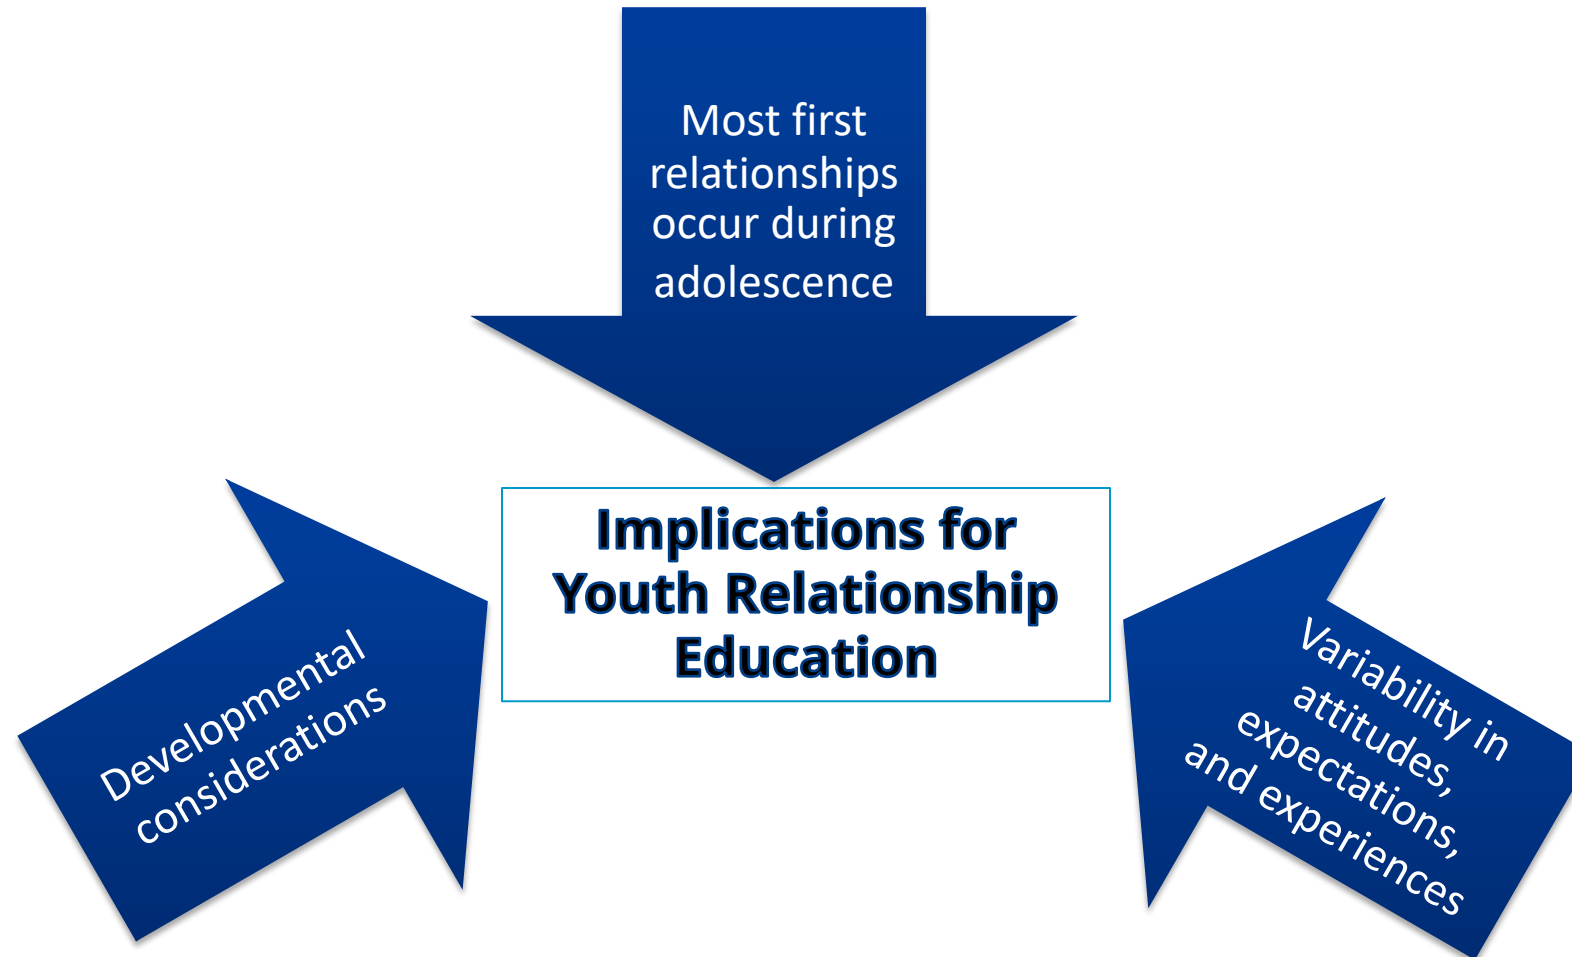 Most first
relationships
occur during
adolescence
Implications for
Youth Relationship
Education
Developmental
considerations
Variability in
attitudes,
expectations,
and experiences